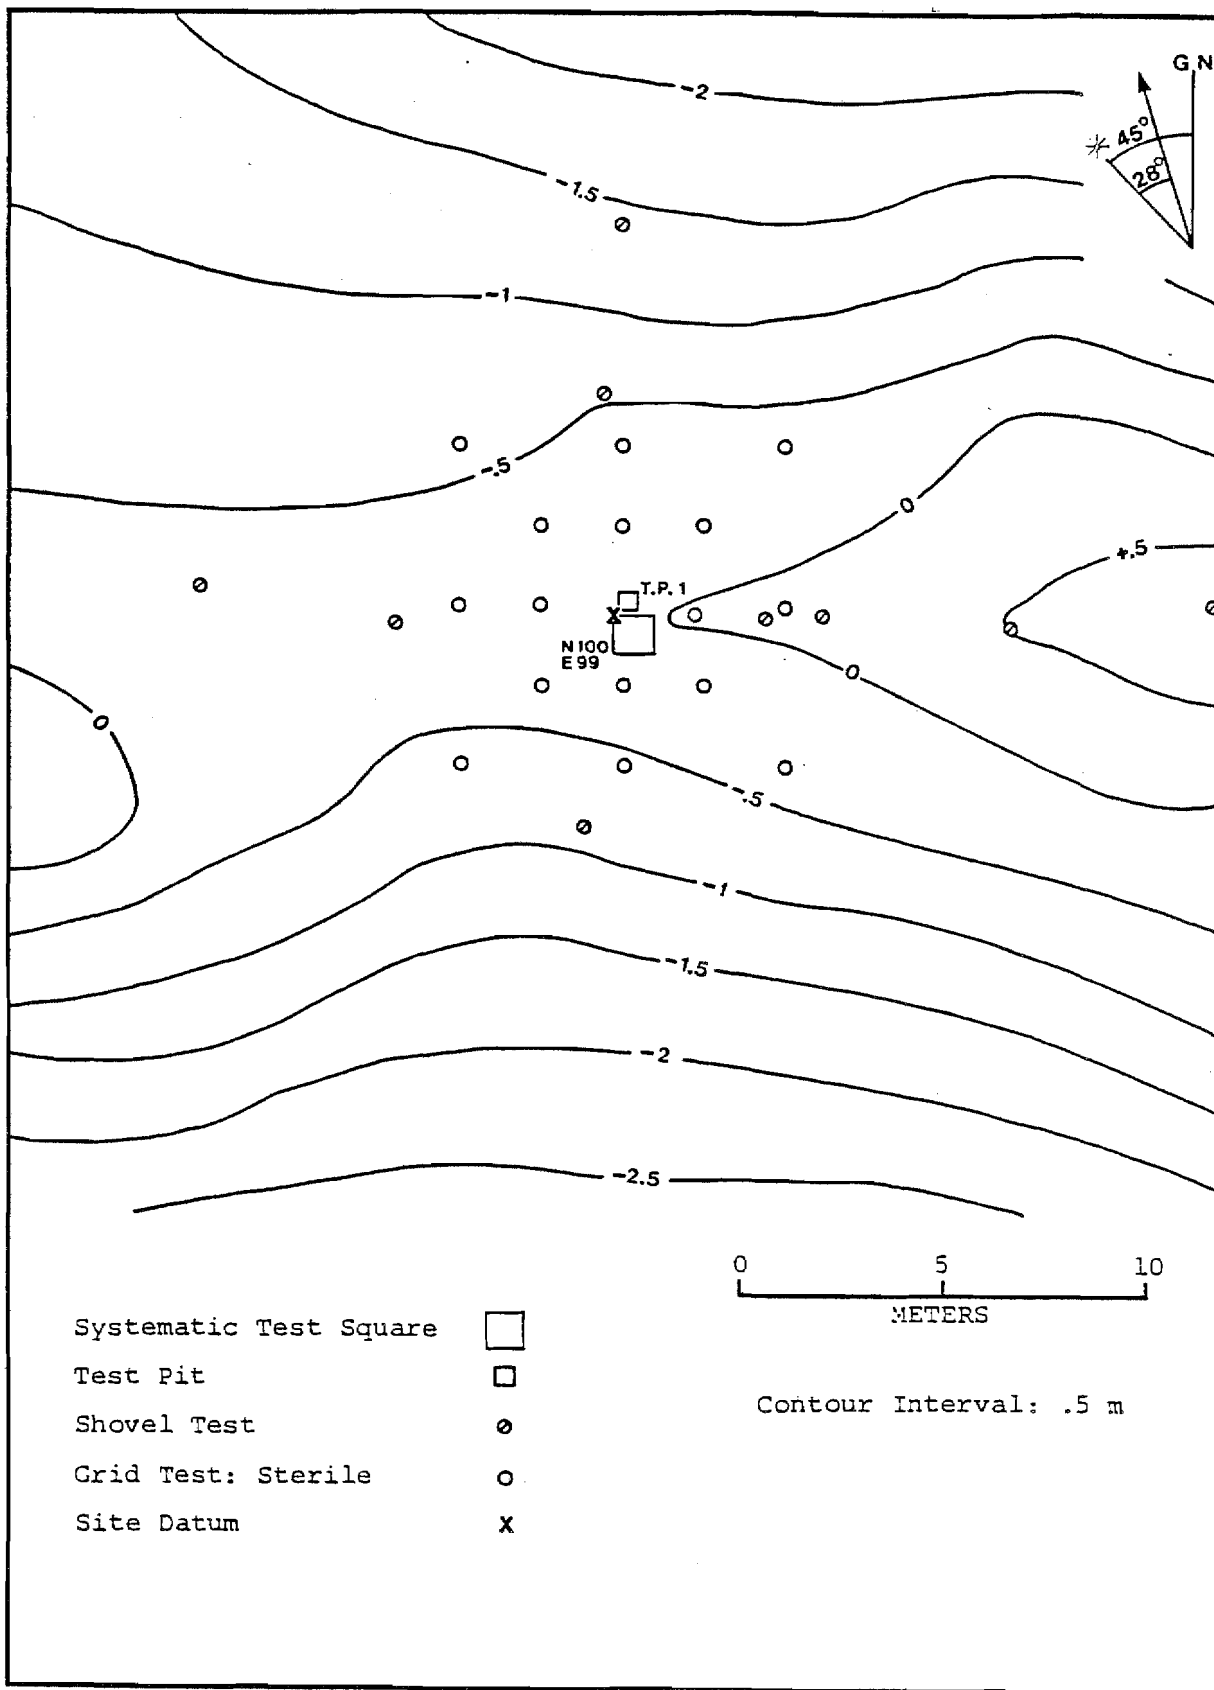 -2
G N
45°
28°
-1.5
-1
-.5
0
+.5
T.P. 1
X
N 100
E 99
0
0
-.5
-1
-1.5
-2
-2.5
0 5 10
METERS
Systematic Test Square
Test Pit
Contour Interval: .5 m
Shovel Test
Grid Test: Sterile
Site Datum X